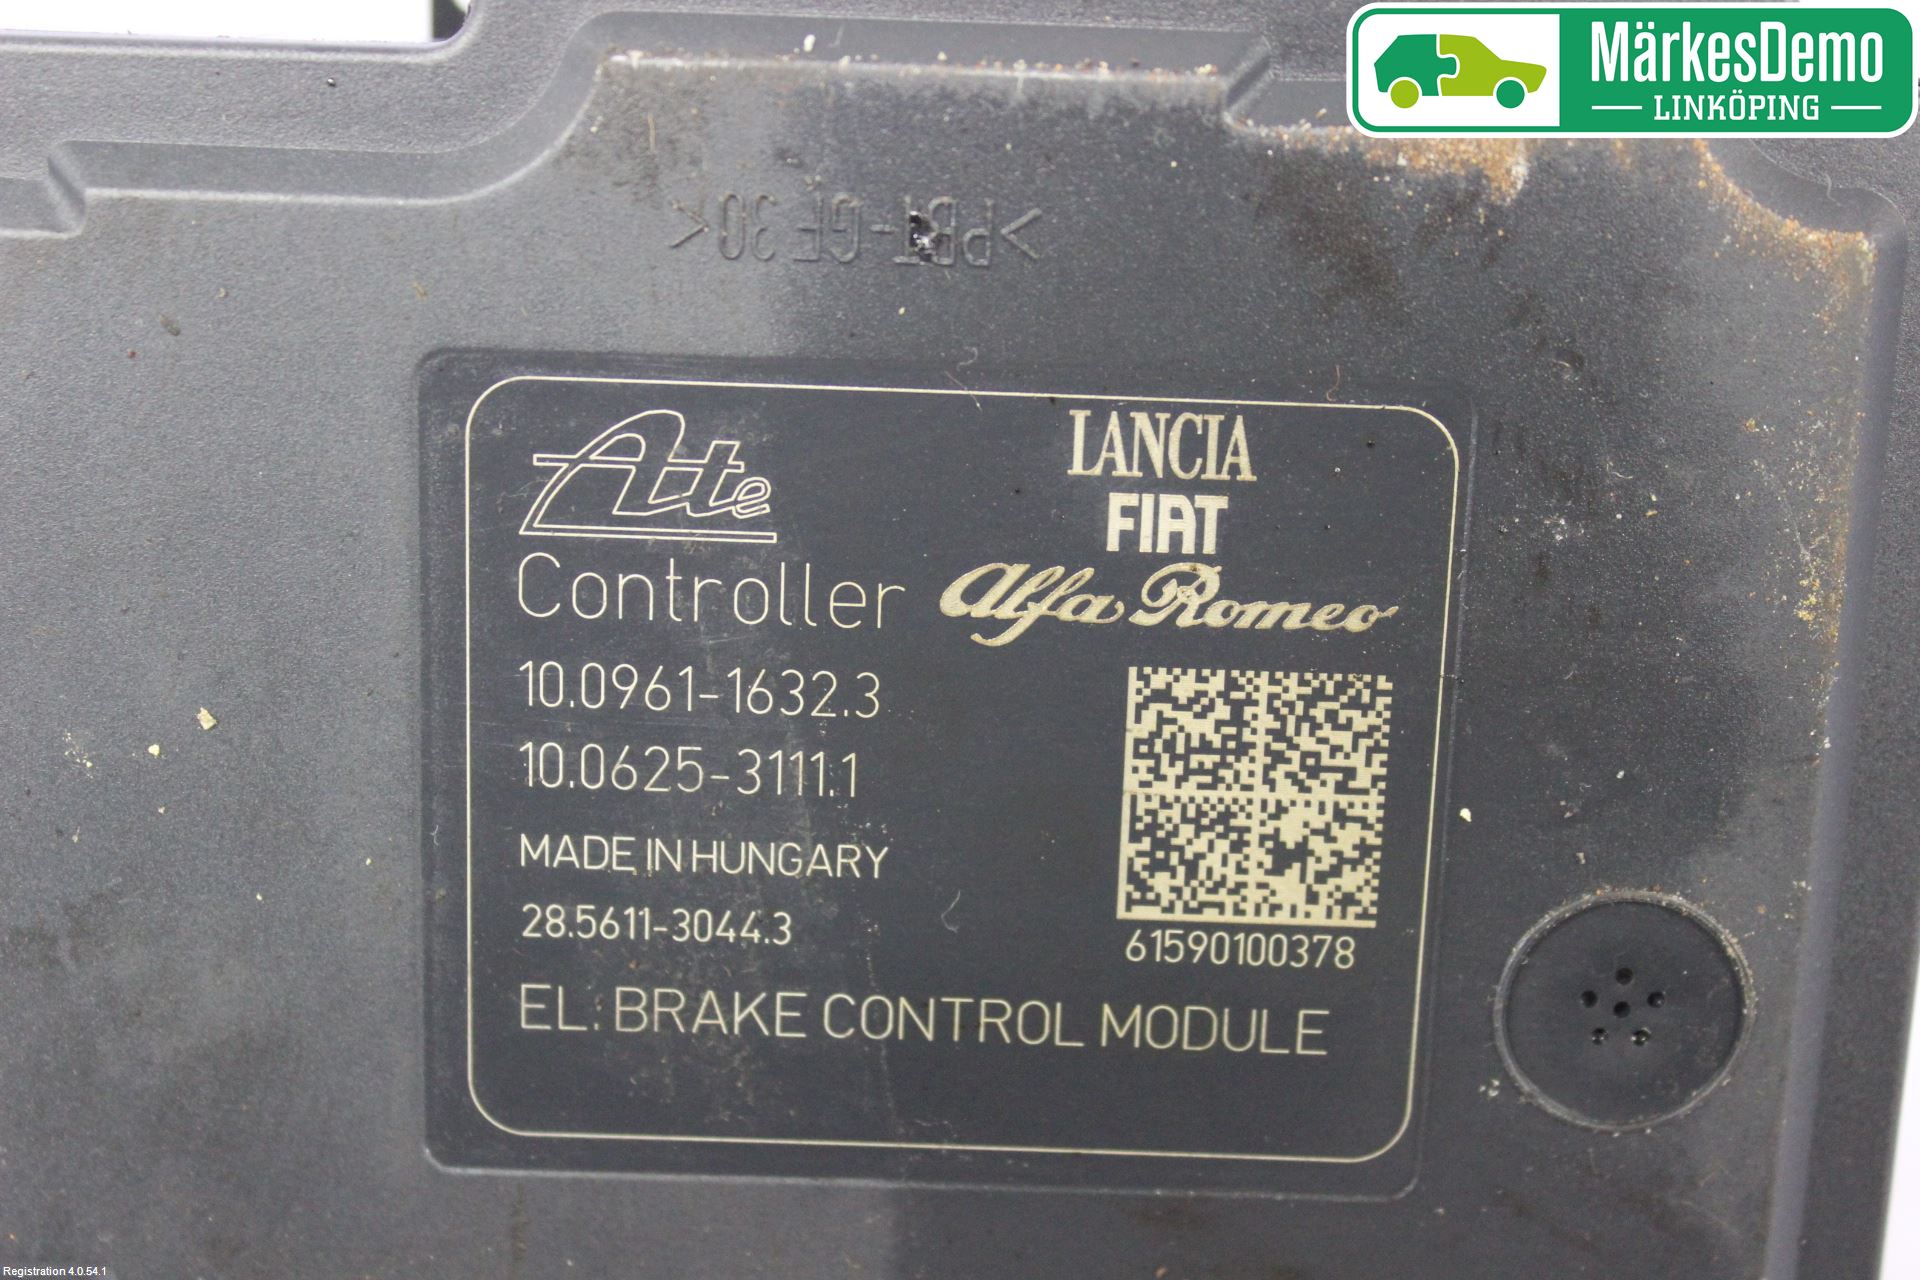 MärkesDemo
LINKÖPING
>PBT-GF30<
Ate
LANCIA
FIAT
Alfa Romeo
Controller
10.0961-1632.3
10.0625-3111.1
MADE IN HUNGARY
28.5611-3044.3
61590100378
EL. BRAKE CONTROL MODULE
Registration 4.0.54.1